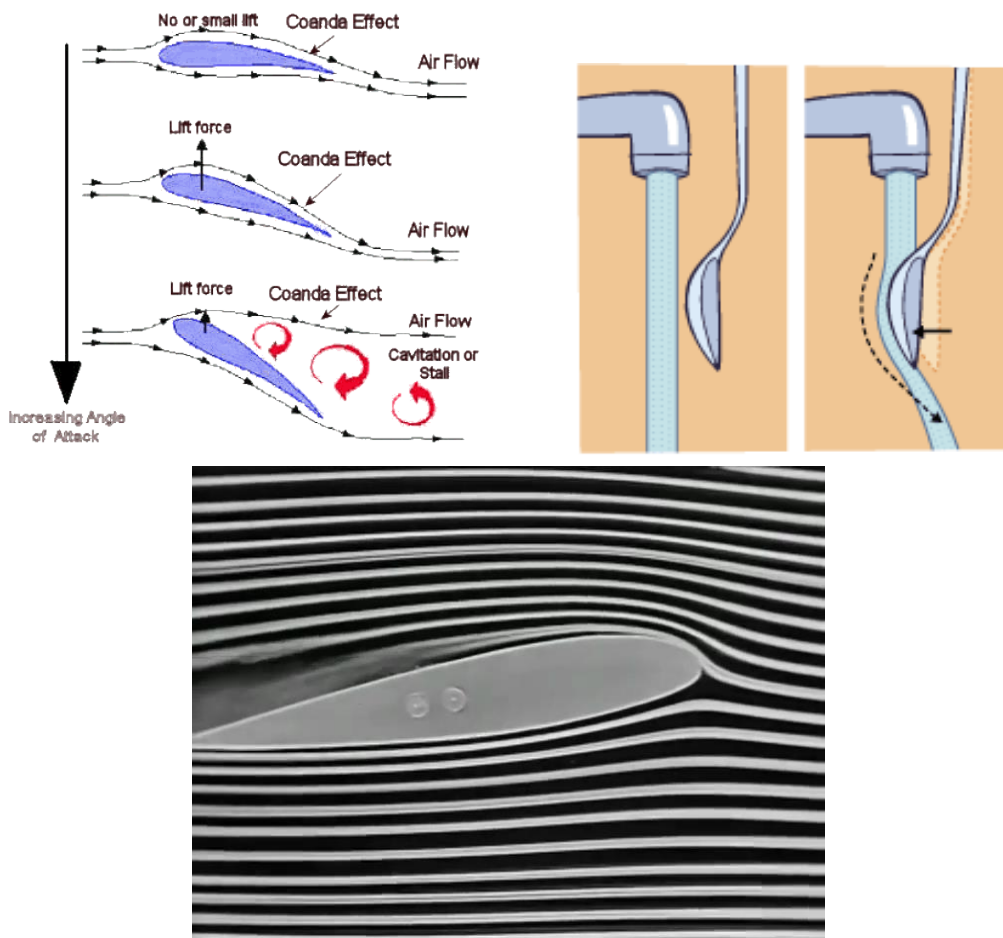 No or small lift
Coanda Effect
Air Flow
Lift force
Coanda Effect
Air Flow
Lift force
Coanda Effect
Air Flow
Cavitation or
Stall
Increasing Angle
of Attack